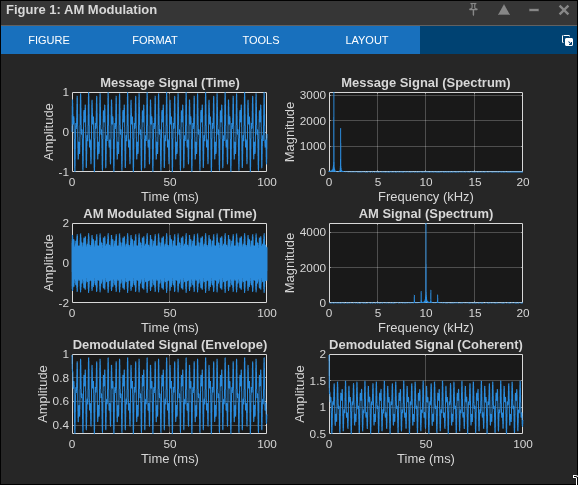 Figure 1: AM Modulation
FIGURE FORMAT TOOLS LAYOUT
Message Signal (Time)
1
0
-1
Amplitude
0 50 100
Time (ms)
Message Signal (Spectrum)
3000
2000
1000
0
Magnitude
0 5 10 15 20
Frequency (kHz)
AM Modulated Signal (Time)
2
0
-2
Amplitude
0 50 100
Time (ms)
AM Signal (Spectrum)
4000
2000
0
Magnitude
0 5 10 15 20
Frequency (kHz)
Demodulated Signal (Envelope)
1
0.8
0.6
0.4
Amplitude
0 50 100
Time (ms)
Demodulated Signal (Coherent)
2
1.5
1
0.5
Amplitude
0 50 100
Time (ms)